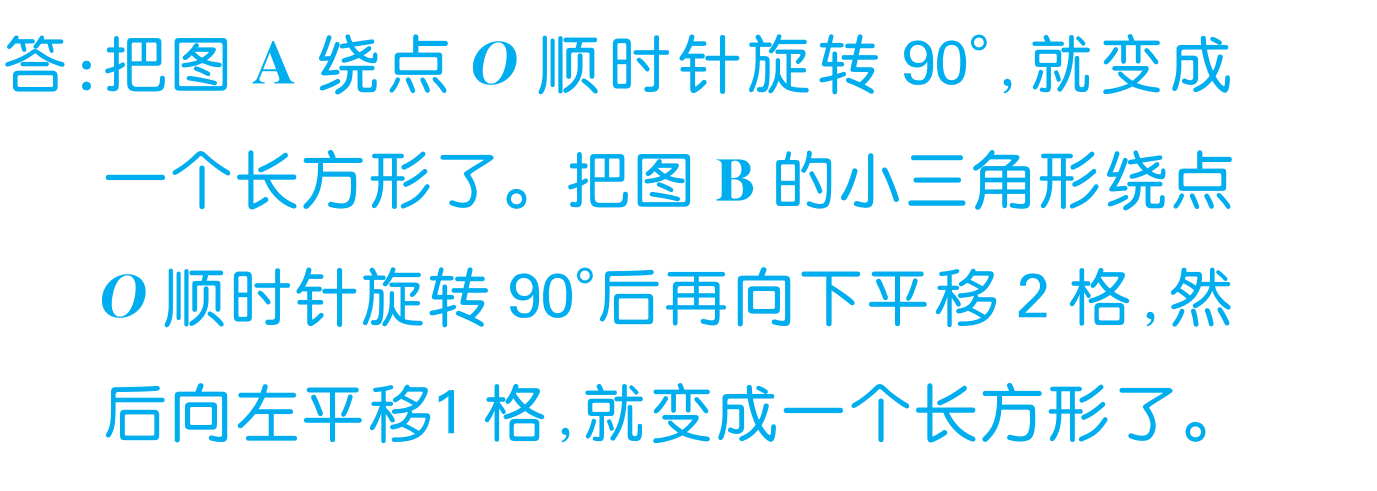 答:把图 A 绕点 O 顺时针旋转 90°,就变成
一个长方形了。把图 B 的小三角形绕点
O 顺时针旋转 90°后再向下平移 2 格,然
后向左平移1 格,就变成一个长方形了。